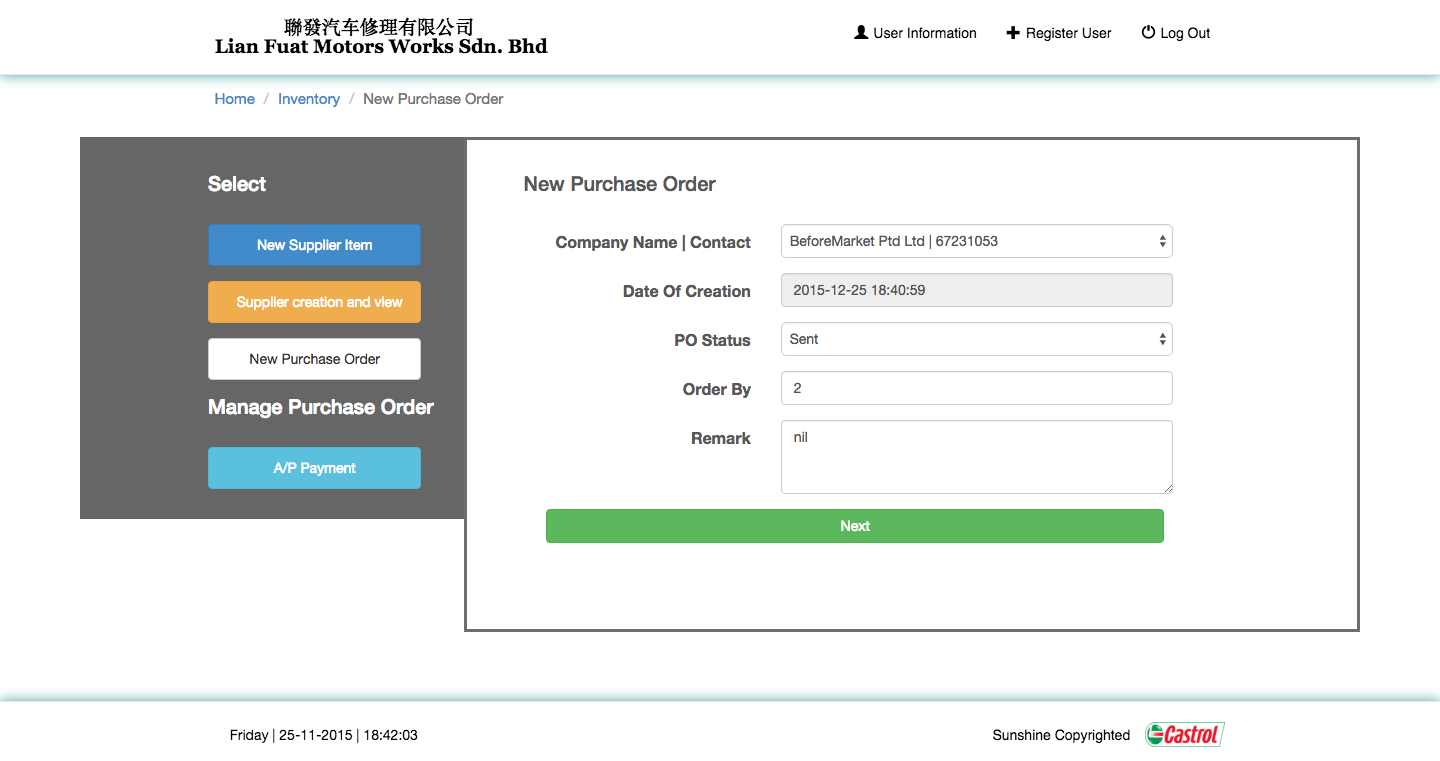 聯發汽车修理有限公司
Lian Fuat Motors Works Sdn. Bhd
User Information
Register User
Log Out
Home / Inventory / New Purchase Order
Select
New Supplier Item
Supplier creation and view
New Purchase Order
Manage Purchase Order
A/P Payment
New Purchase Order
Company Name | Contact
BeforeMarket Ptd Ltd | 67231053
Date Of Creation
2015-12-25 18:40:59
PO Status
Sent
Order By
2
Remark
nil
Next
Friday | 25-11-2015 | 18:42:03
Sunshine Copyrighted
Castrol